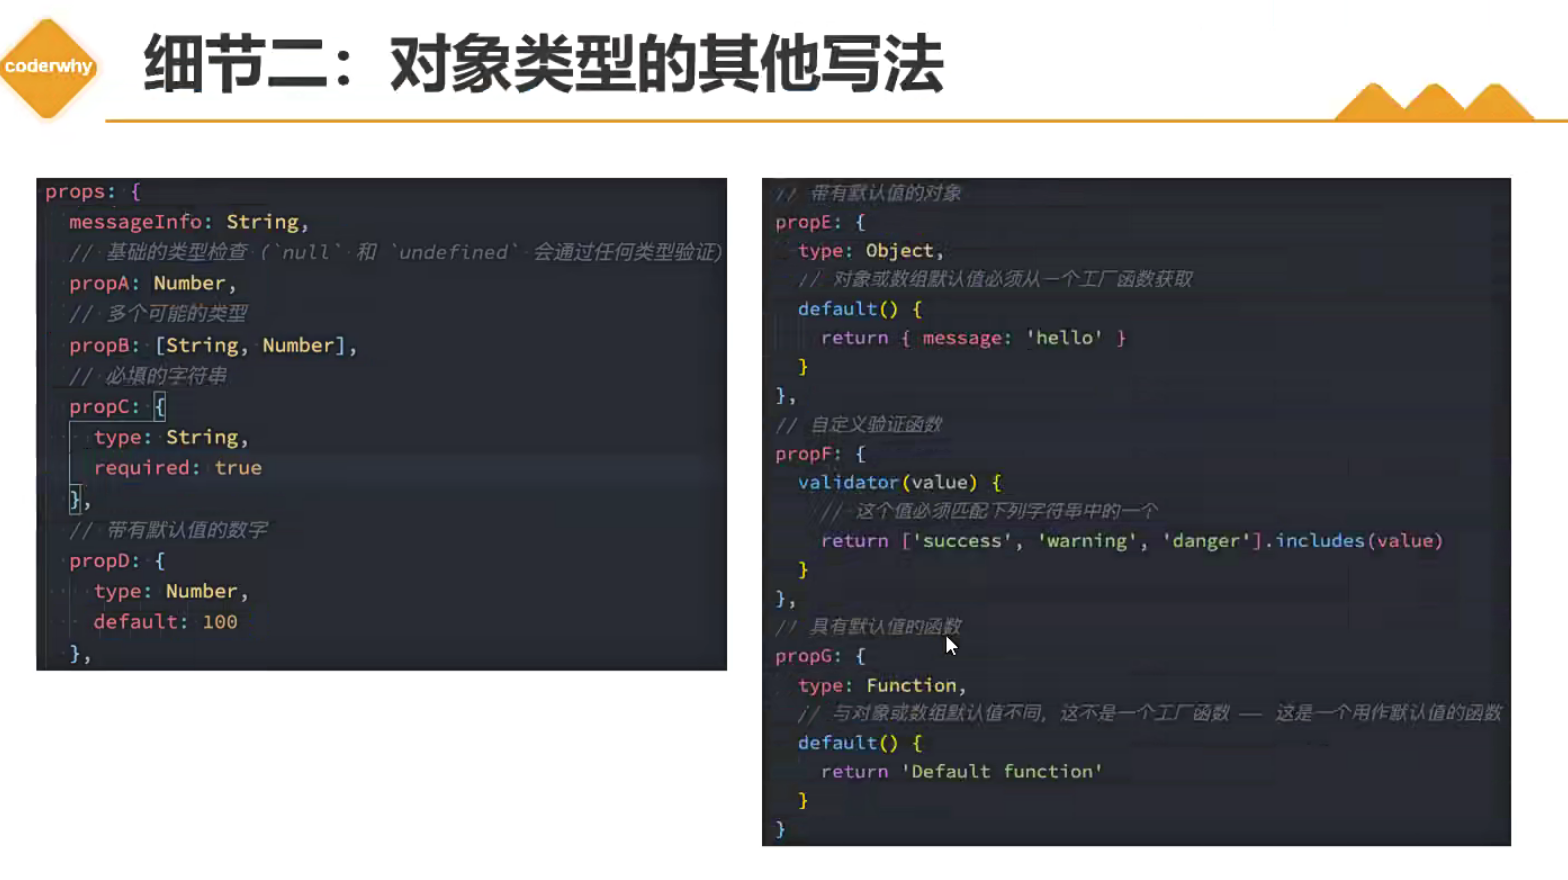 coderwhy
细节二：对象类型的其他写法
props: {
messageInfo: String,
// 基础的类型检查 (`null` 和 `undefined` 会通过任何类型验证)
propA: Number,
// 多个可能的类型
propB: [String, Number],
// 必填的字符串
propC: {
type: String,
required: true
},
// 带有默认值的数字
propD: {
type: Number,
default: 100
},
// 带有默认值的对象
propE: {
type: Object,
// 对象或数组默认值必须从一个工厂函数获取
default() {
return { message: 'hello' }
}
},
// 自定义验证函数
propF: {
validator(value) {
// 这个值必须匹配下列字符串中的一个
return ['success', 'warning', 'danger'].includes(value)
}
},
// 具有默认值的函数
propG: {
type: Function,
// 与对象或数组默认值不同，这不是一个工厂函数 —— 这是一个用作默认值的函数
default() {
return 'Default function'
}
}